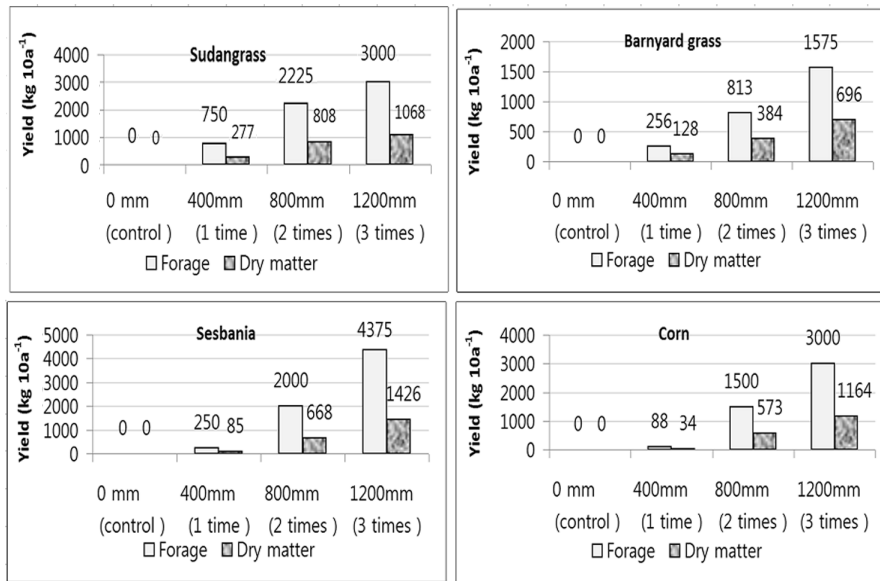 Sudangrass
Yield (kg 10a⁻¹)
4000
3000
2000
1000
0
0 0
750 277
2225 808
3000 1068
0 mm 400mm 800mm 1200mm
(control ) (1 time ) (2 times ) (3 times )
Forage Dry matter
Barnyard grass
Yield (kg 10a⁻¹)
2000
1500
1000
500
0
0 0
256 128
813 384
1575 696
0 mm 400mm 800mm 1200mm
(control ) (1 time ) (2 times ) (3 times )
Forage Dry matter
Sesbania
Yield (kg 10a⁻¹)
5000
4000
3000
2000
1000
0
0 0
250 85
2000 668
4375 1426
0 mm 400mm 800mm 1200mm
(control ) (1 time ) (2 times ) (3 times )
Forage Dry matter
Corn
Yield (kg 10a⁻¹)
4000
3000
2000
1000
0
0 0
88 34
1500 573
3000 1164
0 mm 400mm 800mm 1200mm
(control ) (1 time ) (2 times ) (3 times )
Forage Dry matter